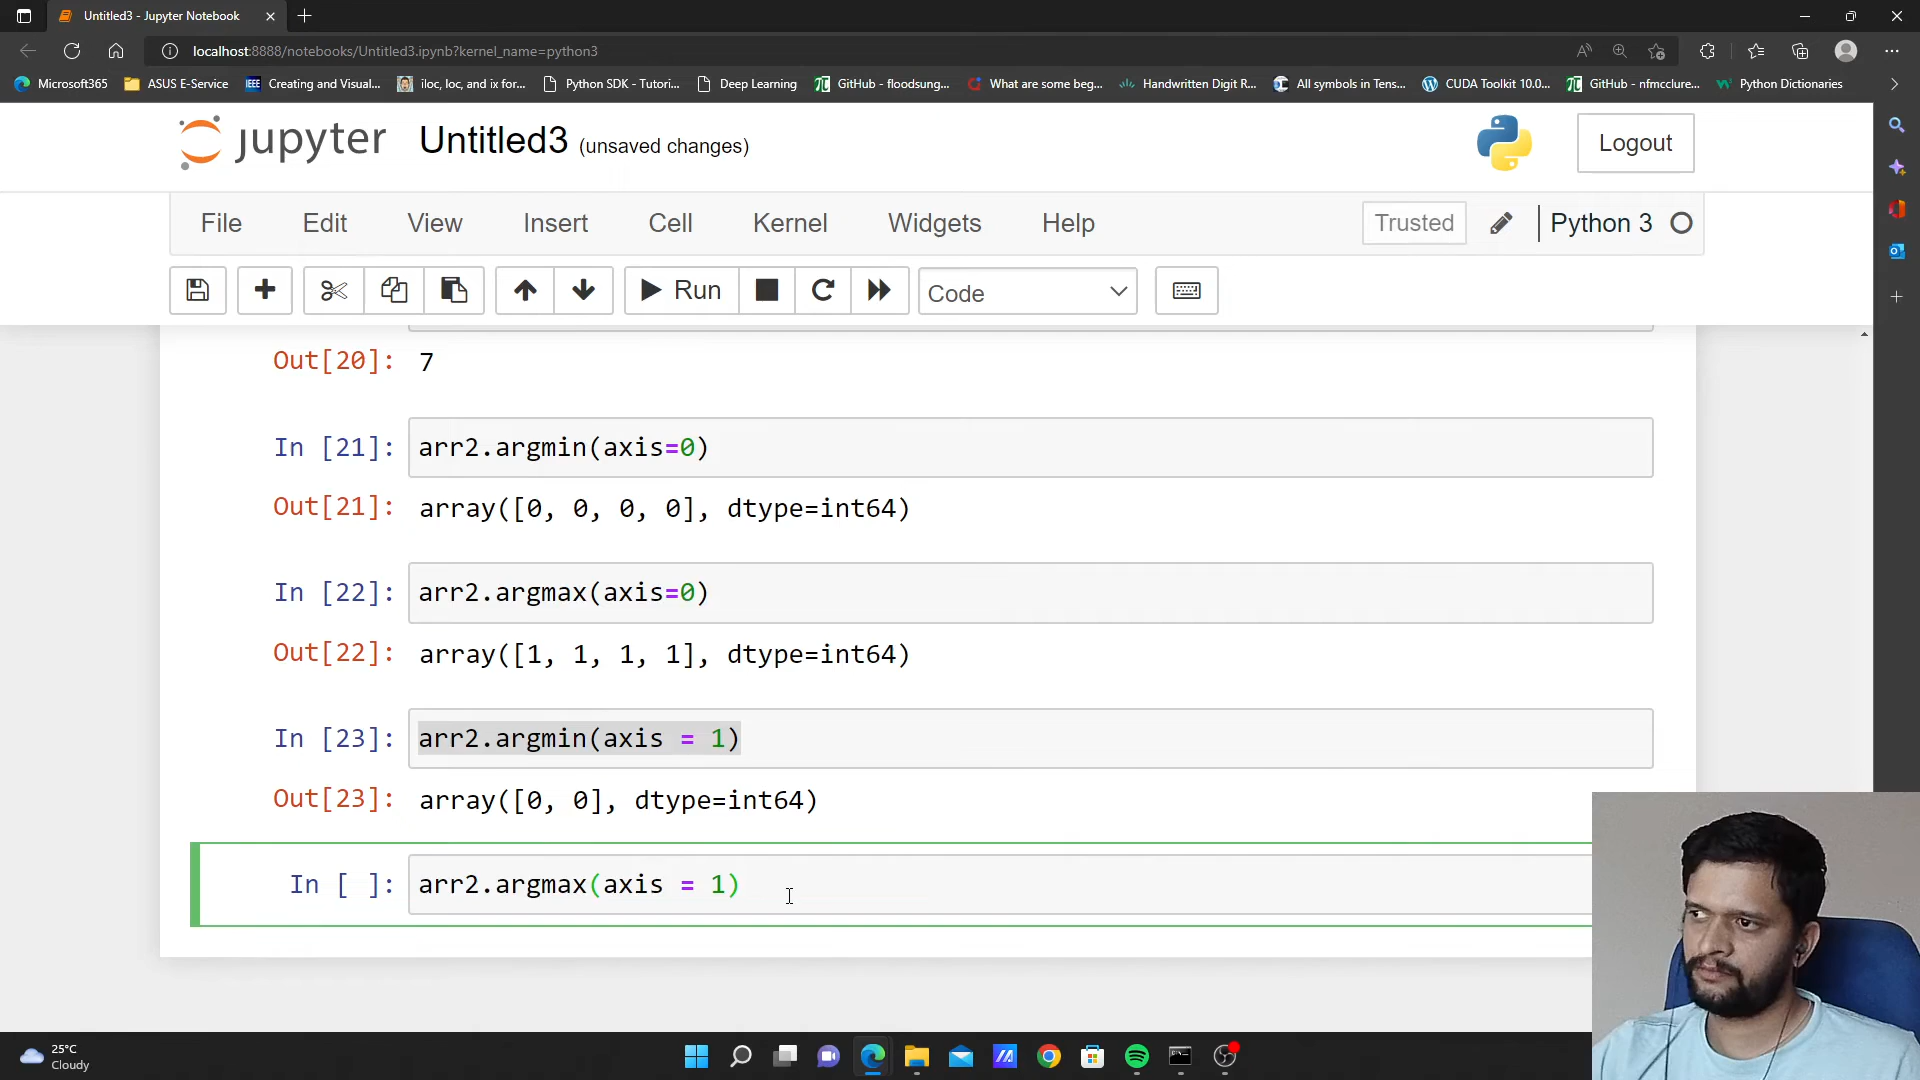 Untitled3 - Jupyter Notebook
localhost:8888/notebooks/Untitled3.ipynb?kernel_name=python3
Microsoft365 ASUS E-Service IEEE Creating and Visual... iloc, loc, and ix for... Python SDK - Tutori... Deep Learning GitHub - floodsung... What are some beg... Handwritten Digit R... All symbols in Tens... CUDA Toolkit 10.0... GitHub - nfmcclure... Python Dictionaries
jupyter Untitled3 (unsaved changes) Logout
File Edit View Insert Cell Kernel Widgets Help Trusted Python 3
Run Code
Out[20]: 7
In [21]: arr2.argmin(axis=0)
Out[21]: array([0, 0, 0, 0], dtype=int64)
In [22]: arr2.argmax(axis=0)
Out[22]: array([1, 1, 1, 1], dtype=int64)
In [23]: arr2.argmin(axis = 1)
Out[23]: array([0, 0], dtype=int64)
In [ ]: arr2.argmax(axis = 1)
25°C
Cloudy